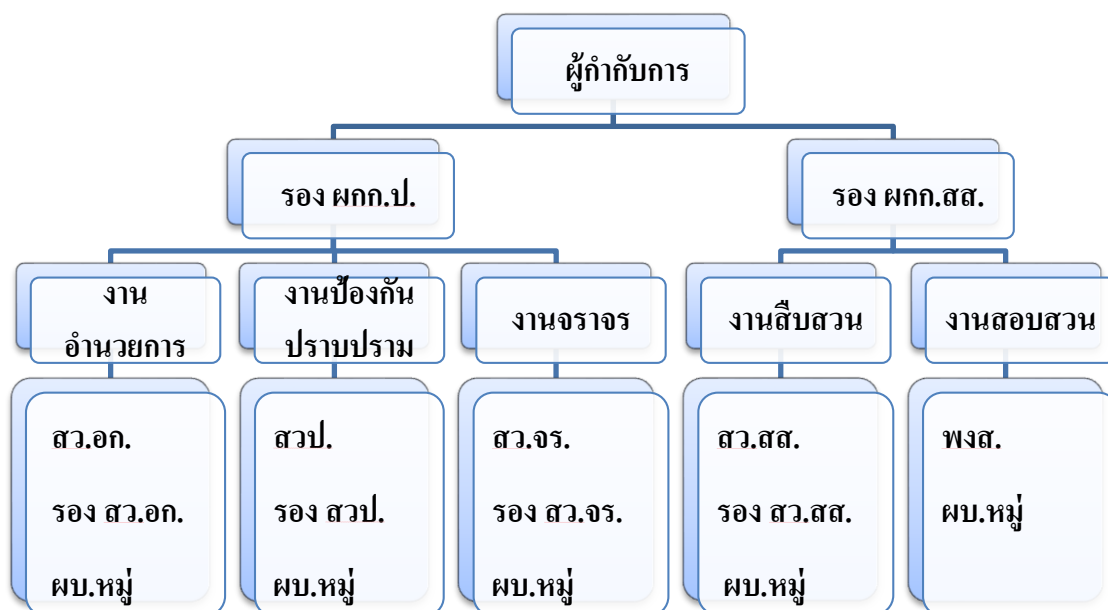 ผู้กำกับการ
รอง ผกก.ป.
รอง ผกก.สส.
งาน
อำนวยการ
งานป้องกัน
ปราบปราม
งานจราจร
งานสืบสวน
งานสอบสวน
สว.อก.
รอง สว.อก.
ผบ.หมู่
สวป.
รอง สวป.
ผบ.หมู่
สว.จร.
รอง สว.จร.
ผบ.หมู่
สว.สส.
รอง สว.สส.
ผบ.หมู่
พงส.
ผบ.หมู่